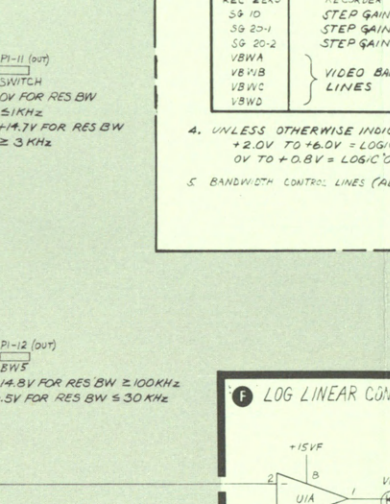 SG 10 STEP GAIN
SG 20-1 STEP GAIN
SG 20-2 STEP GAIN
VBWA
VBWB VIDEO BA
VBWC LINES
VBWD
4. UNLESS OTHERWISE INDIC
+2.0V TO +6.0V = LOGIC
0V TO +0.8V = LOGIC "0
5 BANDWIDTH CONTROL LINES (AL
P1-11 (OUT)
SWITCH
0V FOR RES BW
≤1KHz
+14.7V FOR RES BW
≥ 3 KHz
P1-12 (OUT)
BW5
14.8V FOR RES BW ≥ 100KHz
.5V FOR RES BW ≤ 30 KHz
F LOG LINEAR CON
+15VF
2 8
U1A 1